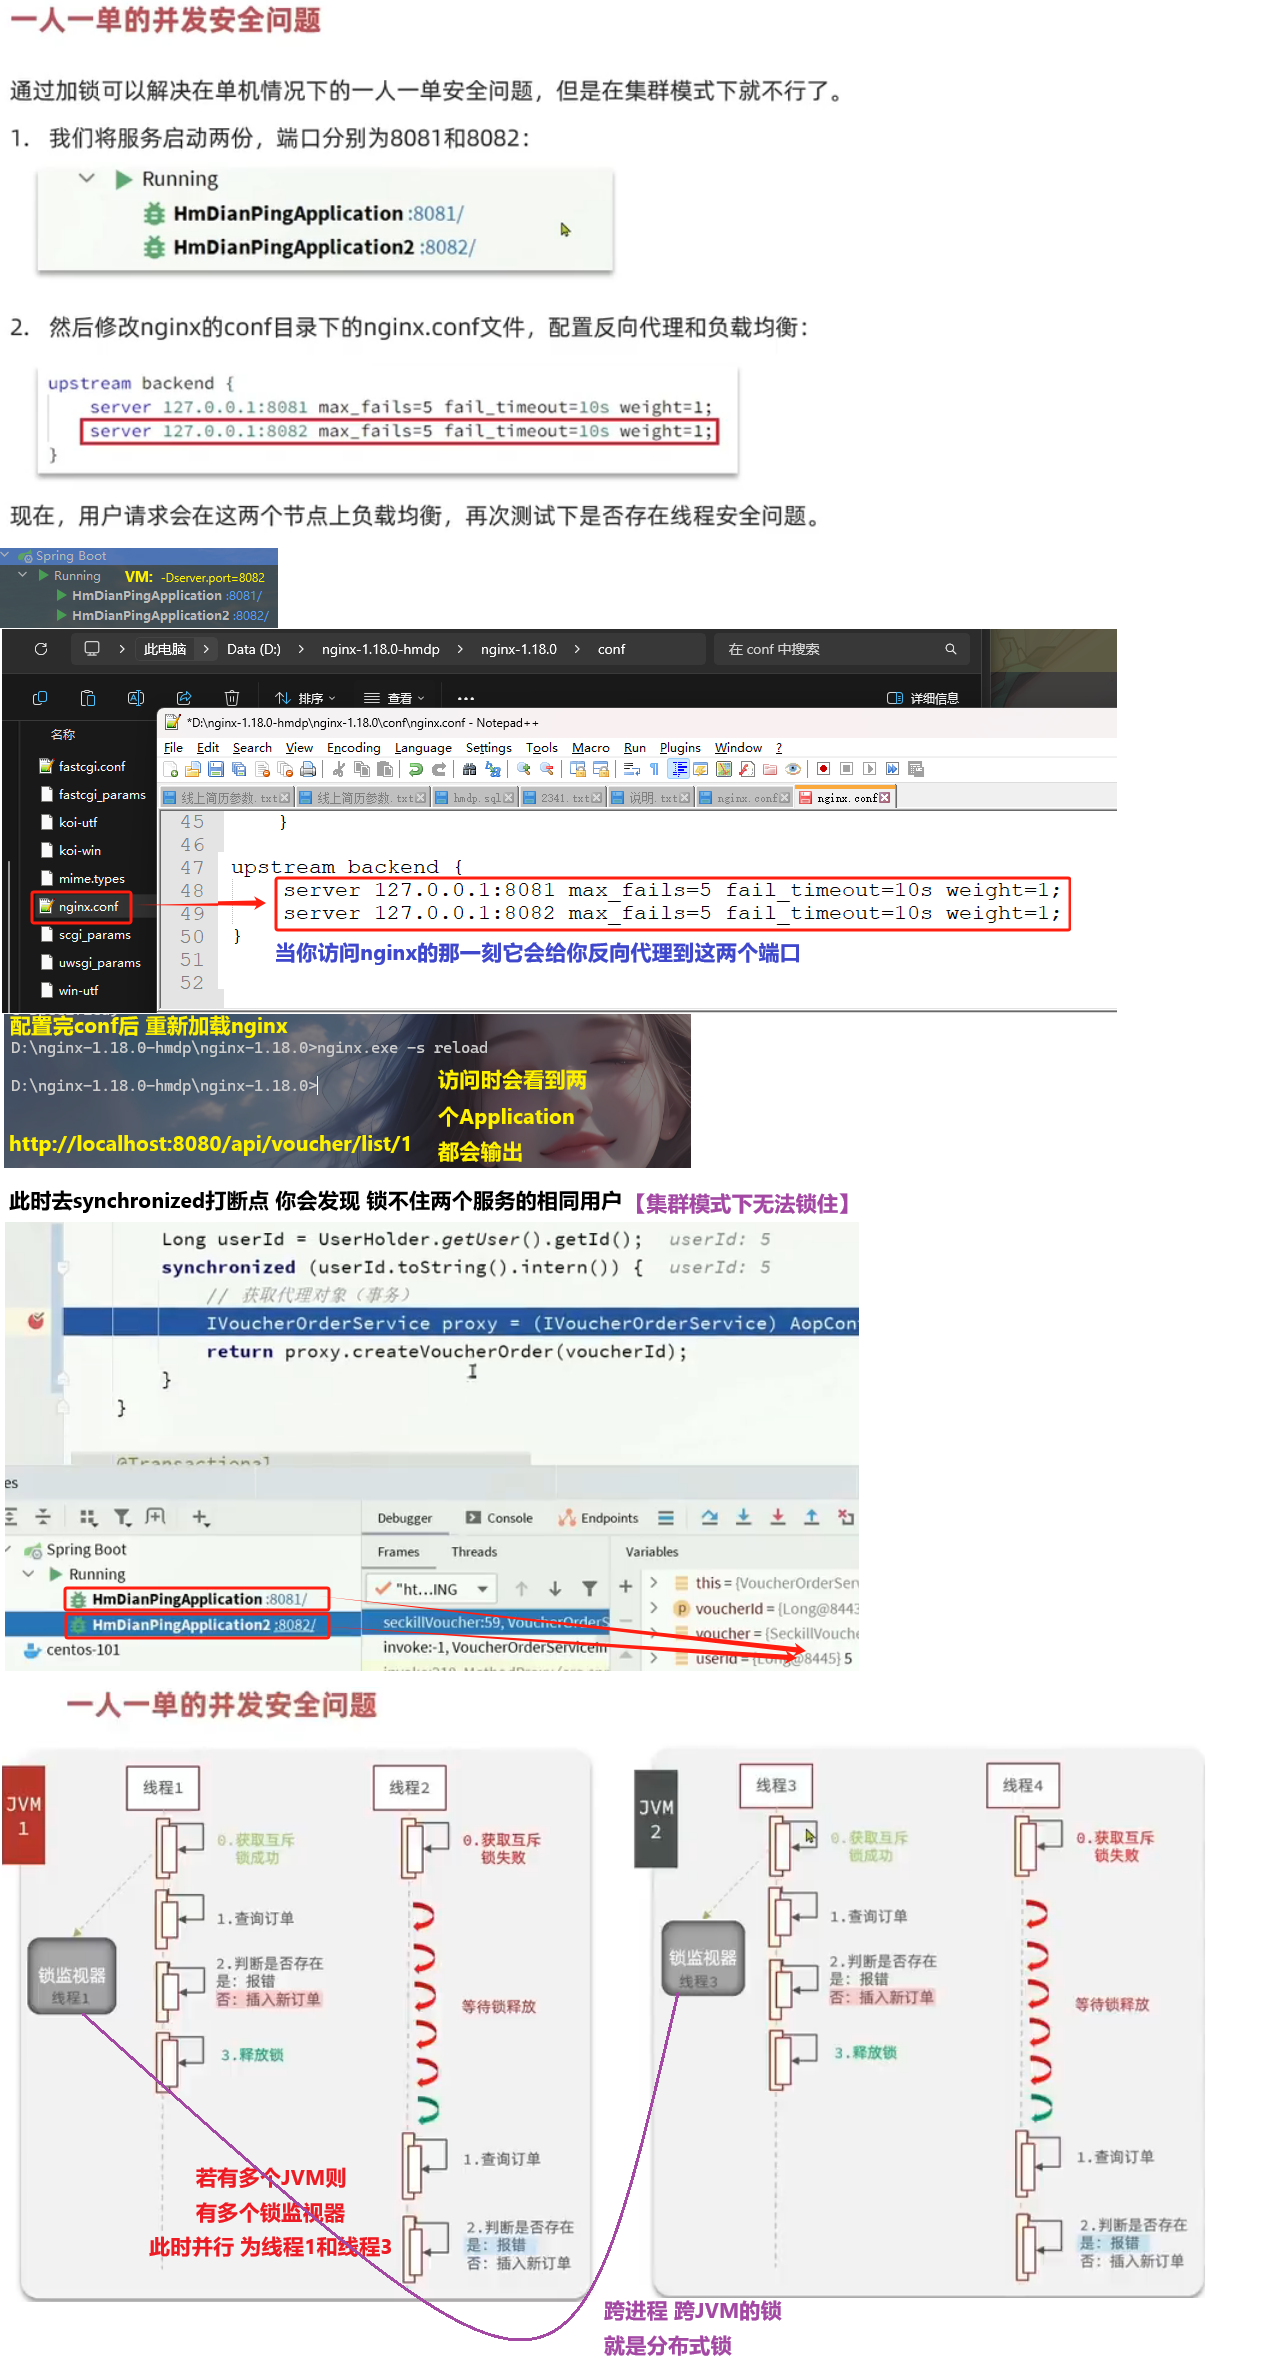 一人一单的并发安全问题
通过加锁可以解决在单机情况下的一人一单安全问题，但是在集群模式下就不行了。
1. 我们将服务启动两份，端口分别为8081和8082：
Running
HmDianPingApplication :8081/
HmDianPingApplication2 :8082/
2. 然后修改nginx的conf目录下的nginx.conf文件，配置反向代理和负载均衡：
upstream backend {
server 127.0.0.1:8081 max_fails=5 fail_timeout=10s weight=1;
server 127.0.0.1:8082 max_fails=5 fail_timeout=10s weight=1;
}
现在，用户请求会在这两个节点上负载均衡，再次测试下是否存在线程安全问题。
Spring Boot
Running VM: -Dserver.port=8082
HmDianPingApplication :8081/
HmDianPingApplication2 :8082/
此电脑 Data (D:) nginx-1.18.0-hmdp nginx-1.18.0 conf 在 conf 中搜索
排序 查看 ... 详细信息
名称
fastcgi.conf
fastcgi_params
koi-utf
koi-win
mime.types
nginx.conf
scgi_params
uwsgi_params
win-utf
*D:\nginx-1.18.0-hmdp\nginx-1.18.0\conf\nginx.conf - Notepad++
File Edit Search View Encoding Language Settings Tools Macro Run Plugins Window ?
线上简历参数.txt 线上简历参数.txt hmdp.sql 2341.txt 说明.txt nginx.conf nginx.conf
45 }
46
47 upstream backend {
48 server 127.0.0.1:8081 max_fails=5 fail_timeout=10s weight=1;
49 server 127.0.0.1:8082 max_fails=5 fail_timeout=10s weight=1;
50 }
51
52
当你访问nginx的那一刻它会给你反向代理到这两个端口
配置完conf后 重新加载nginx
D:\nginx-1.18.0-hmdp\nginx-1.18.0>nginx.exe -s reload
D:\nginx-1.18.0-hmdp\nginx-1.18.0>
访问时会看到两
个Application
都会输出
http://localhost:8080/api/voucher/list/1
此时去synchronized打断点 你会发现 锁不住两个服务的相同用户【集群模式下无法锁住】
Long userId = UserHolder.getUser().getId(); userId: 5
synchronized (userId.toString().intern()) { userId: 5
// 获取代理对象（事务）
IVoucherOrderService proxy = (IVoucherOrderService) AopCon
return proxy.createVoucherOrder(voucherId);
}
}
@Transactional
es
Debugger Console Endpoints
Spring Boot
Running
HmDianPingApplication :8081/
HmDianPingApplication2 :8082/
centos-101
Frames Threads Variables
"ht...ING
seckillVoucher:59, VoucherOrderS
invoke:-1, VoucherOrderServiceIm
this = {VoucherOrderSer
voucherId = {Long@8443
voucher = {SeckillVouche
userId = {Long@8445} 5
一人一单的并发安全问题
JVM
1
线程1
线程2
0.获取互斥
锁成功
0.获取互斥
锁失败
1.查询订单
锁监视器
线程1
2.判断是否存在
是：报错
否：插入新订单
等待锁释放
3.释放锁
1.查询订单
2.判断是否存在
是：报错
否：插入新订单
若有多个JVM则
有多个锁监视器
此时并行 为线程1和线程3
JVM
2
线程3
线程4
0.获取互斥
锁成功
0.获取互斥
锁失败
1.查询订单
锁监视器
线程3
2.判断是否存在
是：报错
否：插入新订单
等待锁释放
3.释放锁
1.查询订单
2.判断是否存在
是：报错
否：插入新订单
跨进程 跨JVM的锁
就是分布式锁